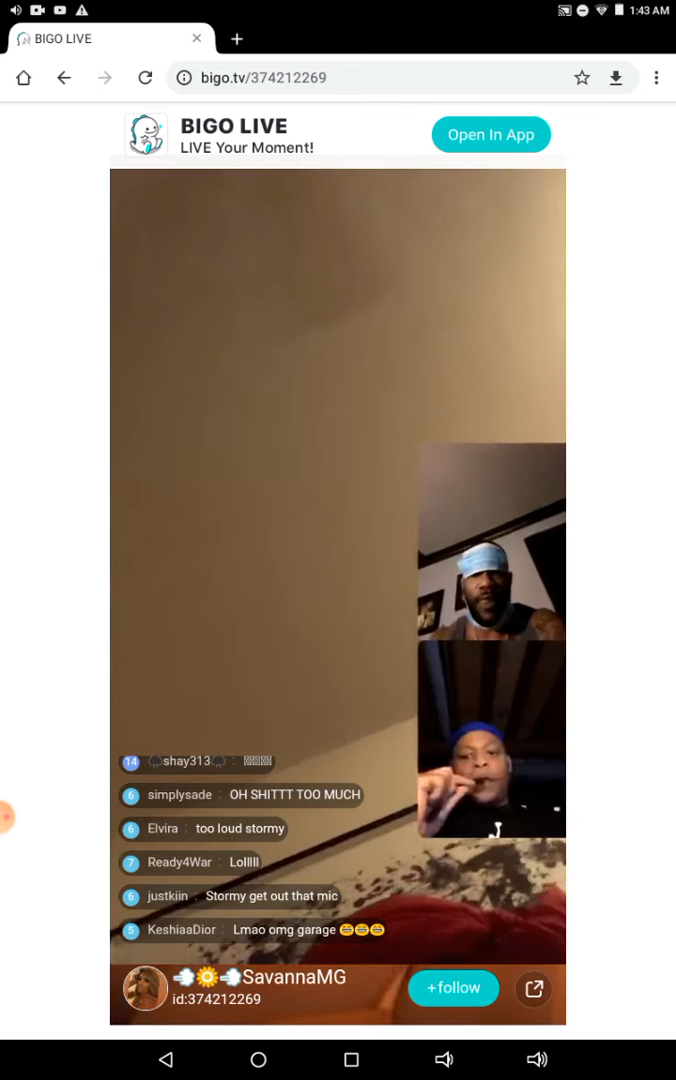 1:43 AM
BIGO LIVE
bigo.tv/374212269
BIGO LIVE
LIVE Your Moment!
Open In App
14 shay313 :
6 simplysade : OH SHITTT TOO MUCH
6 Elvira : too loud stormy
7 Ready4War : Lolllll
6 justkiin : Stormy get out that mic
5 KeshiaaDior : Lmao omg garage 😂😂😂
💨🌞💨SavannaMG
id:374212269
+follow